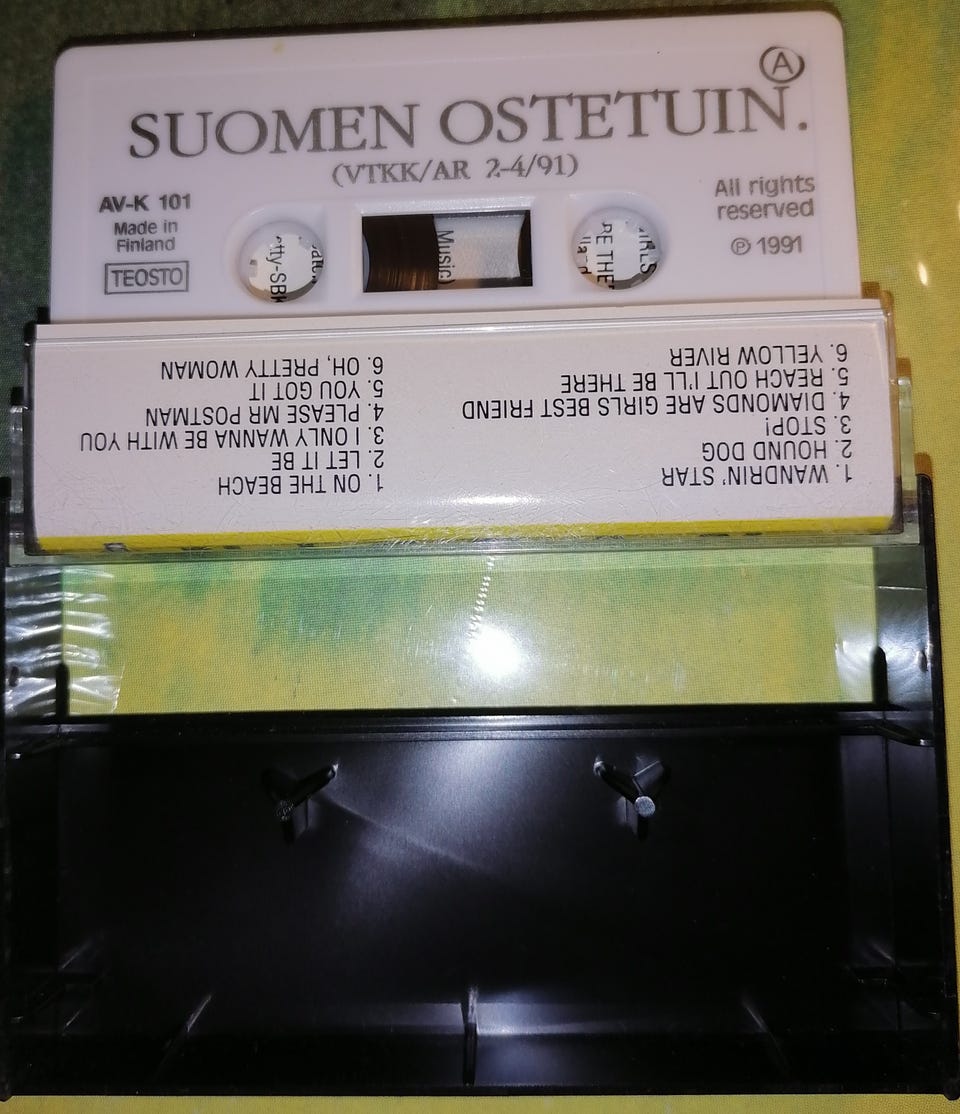 A
SUOMEN OSTETUIN.
(VTKK/AR 2-4/91)
AV-K 101
Made in
Finland
TEOSTO
All rights
reserved
℗ 1991
Music)
RE THE
1. WANDRIN' STAR
2. HOUND DOG
3. STOP!
4. DIAMONDS ARE GIRLS BEST FRIEND
5. REACH OUT I'LL BE THERE
6. YELLOW RIVER
1. ON THE BEACH
2. LET IT BE
3. I ONLY WANNA BE WITH YOU
4. PLEASE MR POSTMAN
5. YOU GOT IT
6. OH, PRETTY WOMAN